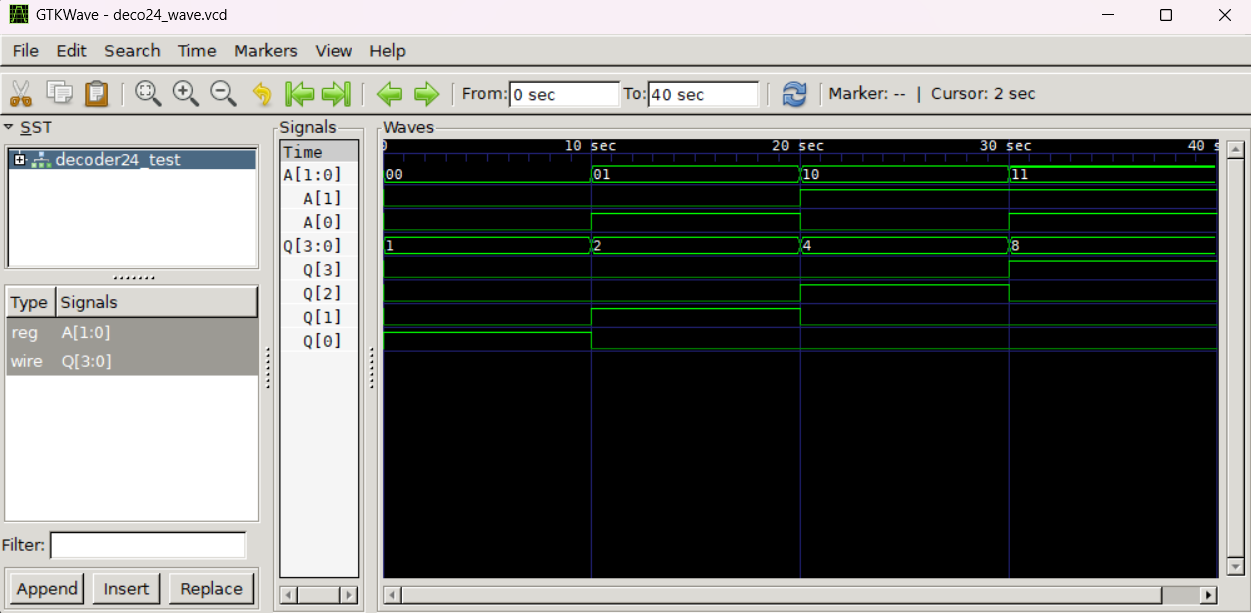 GTKWave - deco24_wave.vcd
File Edit Search Time Markers View Help
From: 0 sec To: 40 sec Marker: -- | Cursor: 2 sec
SST
decoder24_test
Type Signals
reg A[1:0]
wire Q[3:0]
Filter:
Append Insert Replace
Signals
Time
A[1:0]
A[1]
A[0]
Q[3:0]
Q[3]
Q[2]
Q[1]
Q[0]
Waves
0 10 sec 20 sec 30 sec 40 s
00 01 10 11
1 2 4 8